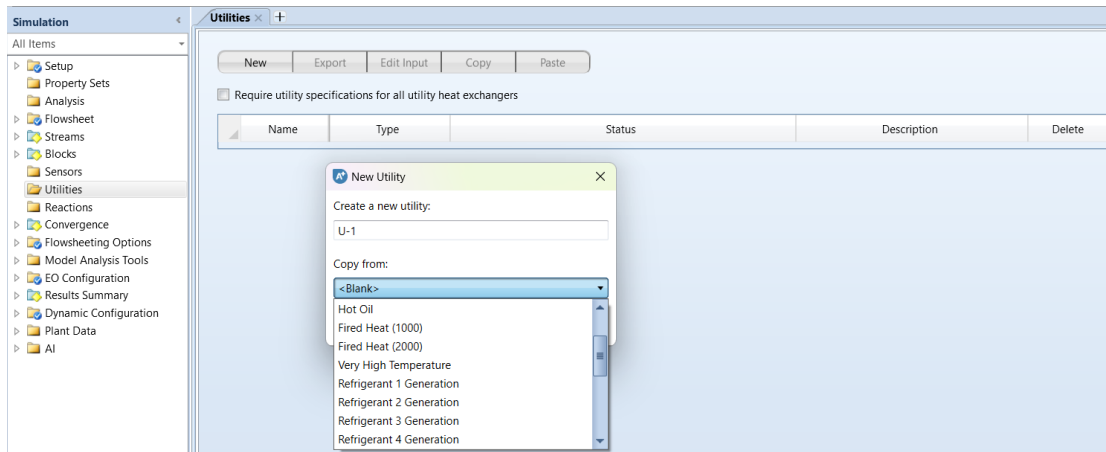 Simulation
All Items
Setup
Property Sets
Analysis
Flowsheet
Streams
Blocks
Sensors
Utilities
Reactions
Convergence
Flowsheeting Options
Model Analysis Tools
EO Configuration
Results Summary
Dynamic Configuration
Plant Data
AI
Utilities
New Export Edit Input Copy Paste
Require utility specifications for all utility heat exchangers
Name Type Status Description Delete
New Utility
Create a new utility:
U-1
Copy from:
<Blank>
Hot Oil
Fired Heat (1000)
Fired Heat (2000)
Very High Temperature
Refrigerant 1 Generation
Refrigerant 2 Generation
Refrigerant 3 Generation
Refrigerant 4 Generation